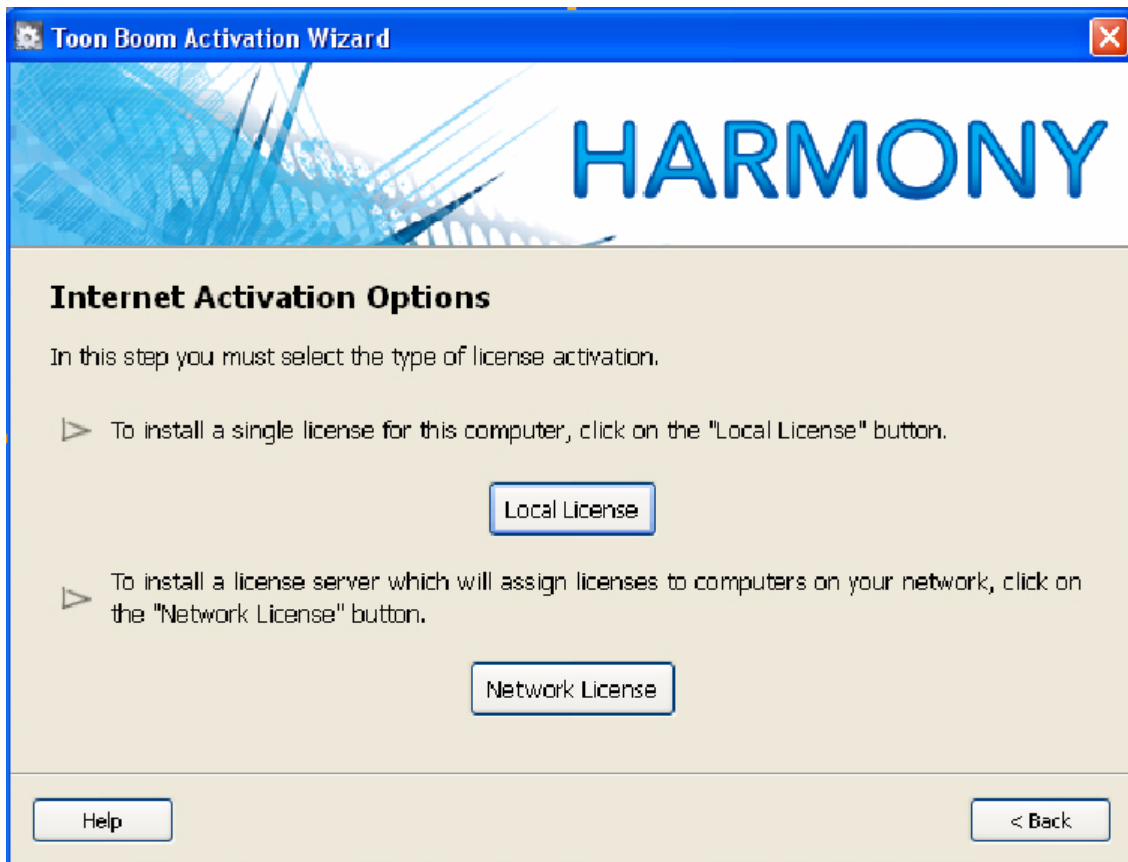 Toon Boom Activation Wizard
HARMONY
Internet Activation Options
In this step you must select the type of license activation.
To install a single license for this computer, click on the "Local License" button.
Local License
To install a license server which will assign licenses to computers on your network, click on
the "Network License" button.
Network License
Help
< Back